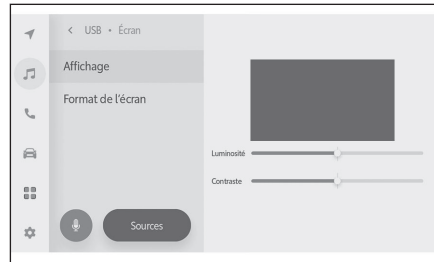 USB • Écran
Affichage
Format de l'écran
Luminosité
Contraste
Sources